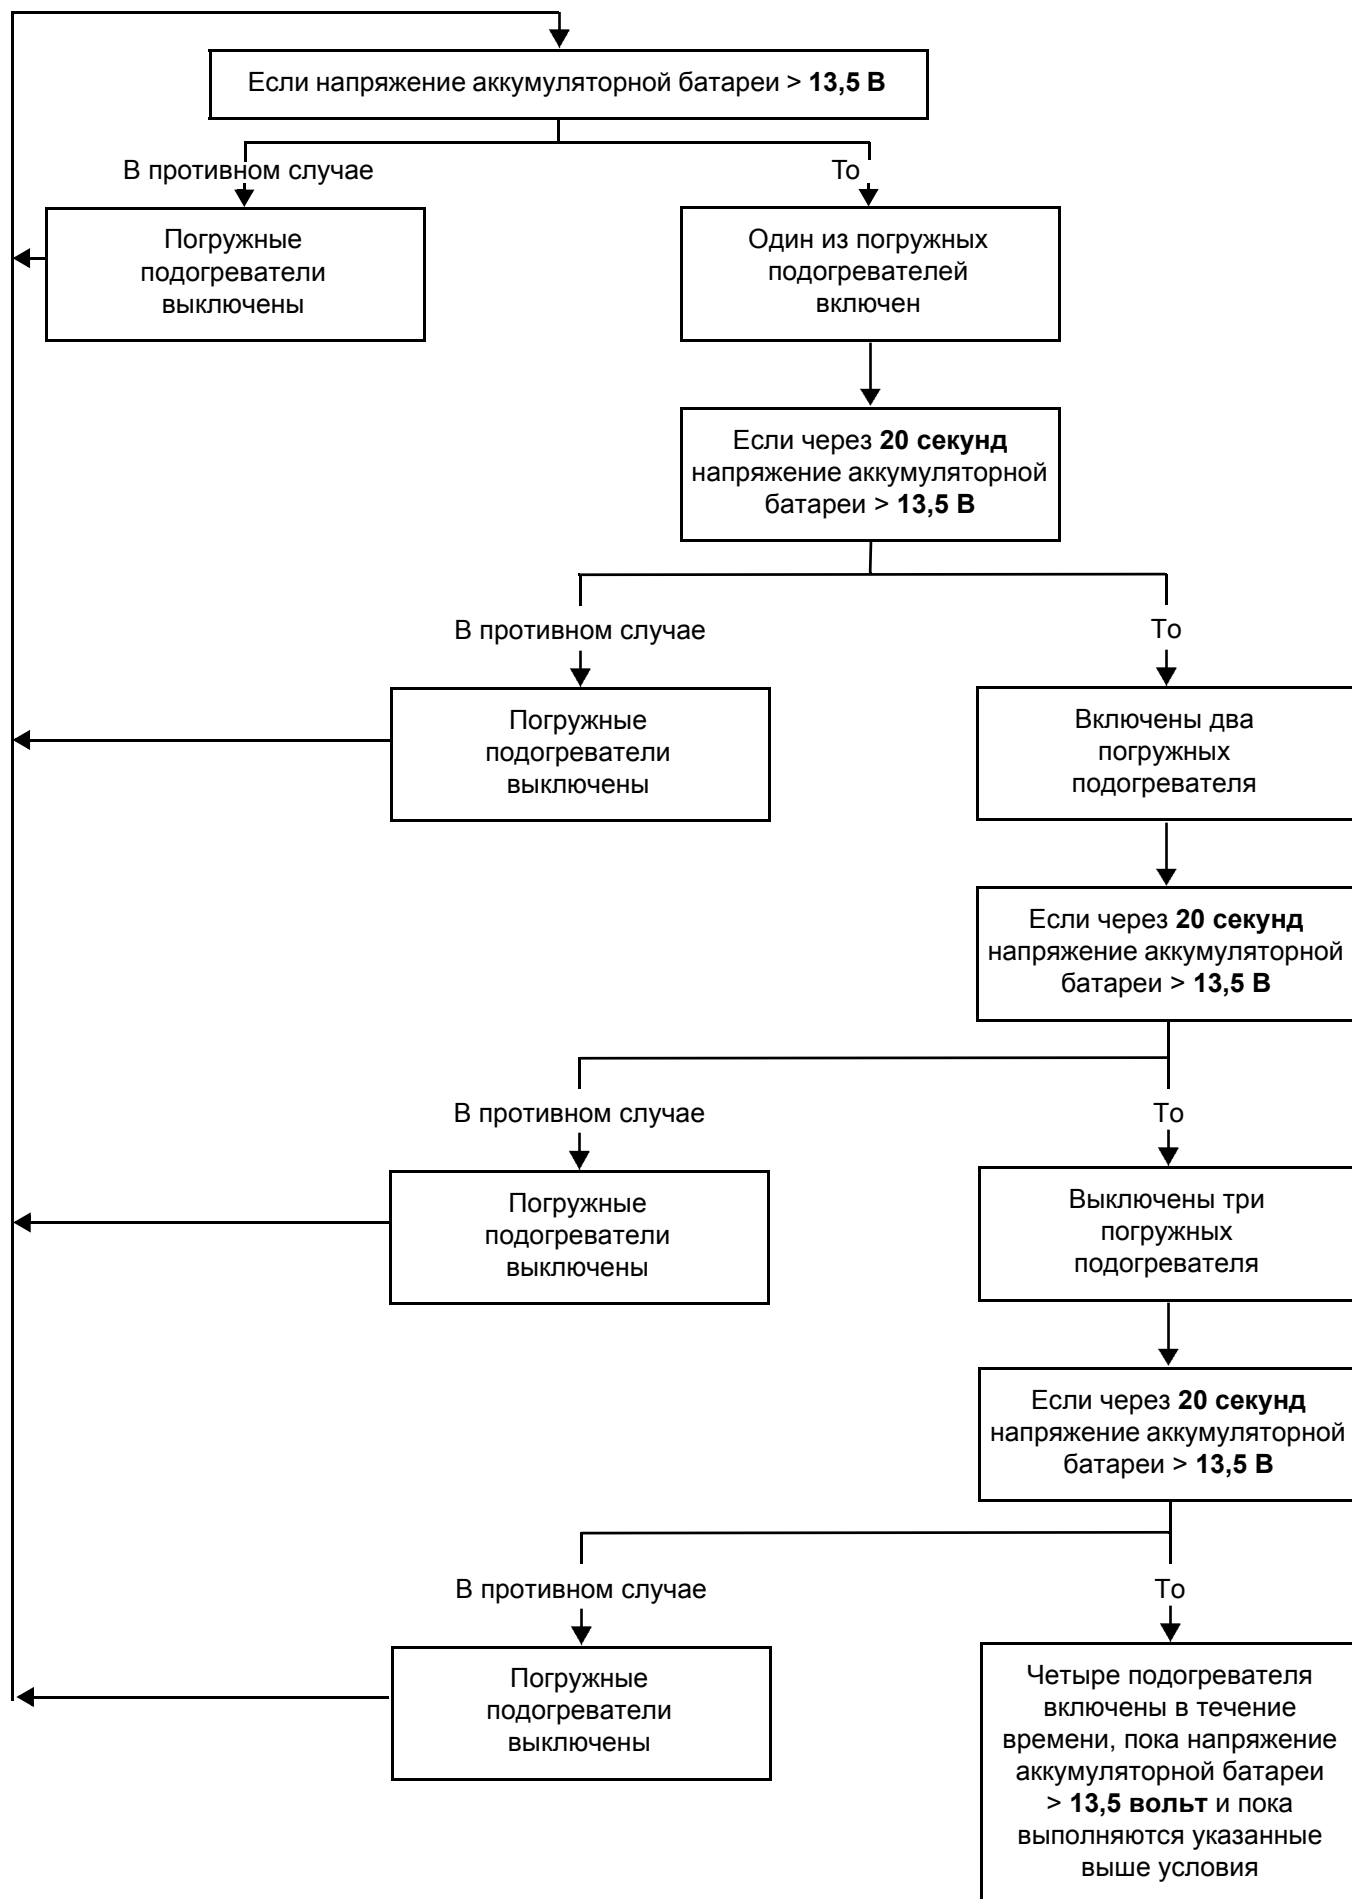 Если напряжение аккумуляторной батареи > 13,5 В
В противном случае
То
Погружные
подогреватели
выключены
Один из погружных
подогревателей
включен
Если через 20 секунд
напряжение аккумуляторной
батареи > 13,5 В
В противном случае
То
Погружные
подогреватели
выключены
Включены два
погружных
подогревателя
Если через 20 секунд
напряжение аккумуляторной
батареи > 13,5 В
В противном случае
То
Погружные
подогреватели
выключены
Выключены три
погружных
подогревателя
Если через 20 секунд
напряжение аккумуляторной
батареи > 13,5 В
В противном случае
То
Погружные
подогреватели
выключены
Четыре подогревателя
включены в течение
времени, пока напряжение
аккумуляторной батареи
> 13,5 вольт и пока
выполняются указанные
выше условия